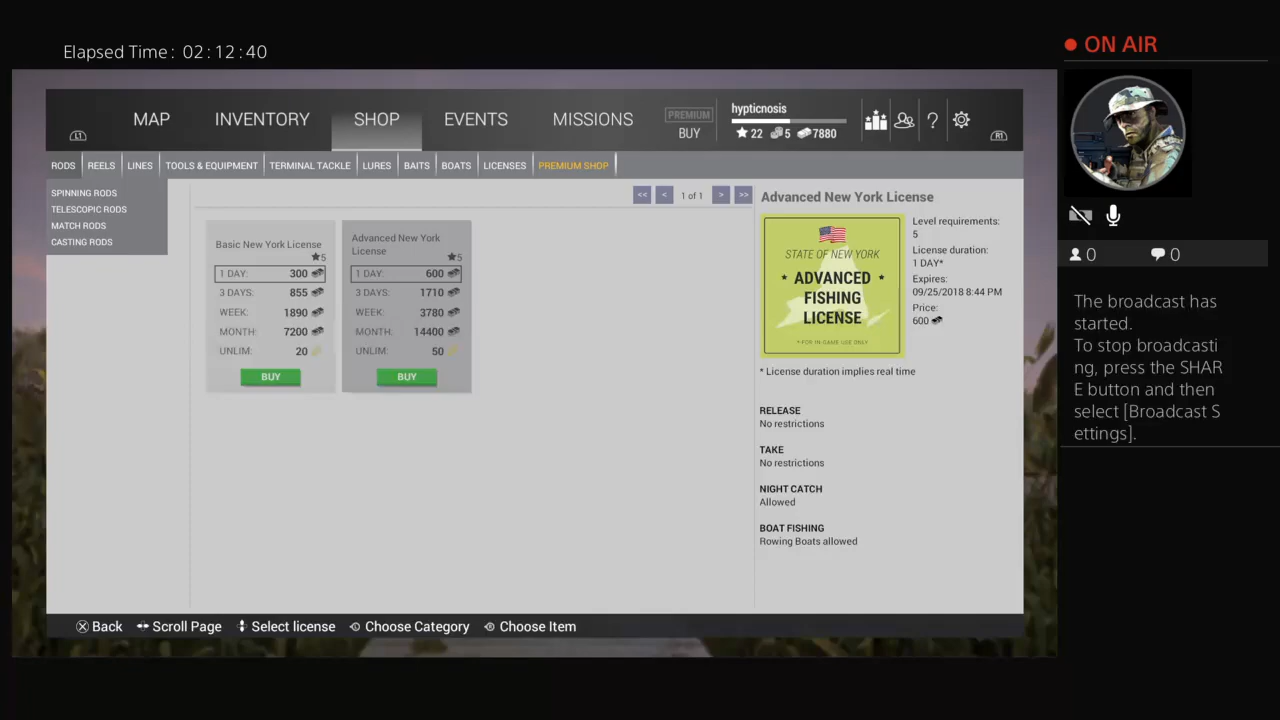 Elapsed Time: 02:12:40
ON AIR
MAP INVENTORY SHOP EVENTS MISSIONS PREMIUM BUY hypticnosis 22 5 7880 ?
L1 R1
RODS REELS LINES TOOLS & EQUIPMENT TERMINAL TACKLE LURES BAITS BOATS LICENSES PREMIUM SHOP
SPINNING RODS
TELESCOPIC RODS
MATCH RODS
CASTING RODS
<< < 1 of 1 > >>
Basic New York License
5
1 DAY: 300
3 DAYS: 855
WEEK: 1890
MONTH: 7200
UNLIM: 20
BUY
Advanced New York
License
5
1 DAY: 600
3 DAYS: 1710
WEEK: 3780
MONTH: 14400
UNLIM: 50
BUY
Advanced New York License
STATE OF NEW YORK
ADVANCED
FISHING
LICENSE
*FOR IN-GAME USE ONLY
Level requirements:
5
License duration:
1 DAY*
Expires:
09/25/2018 8:44 PM
Price:
600
* License duration implies real time
RELEASE
No restrictions
TAKE
No restrictions
NIGHT CATCH
Allowed
BOAT FISHING
Rowing Boats allowed
Back Scroll Page Select license Choose Category Choose Item
0 0
The broadcast has
started.
To stop broadcasti
ng, press the SHAR
E button and then
select [Broadcast S
ettings].